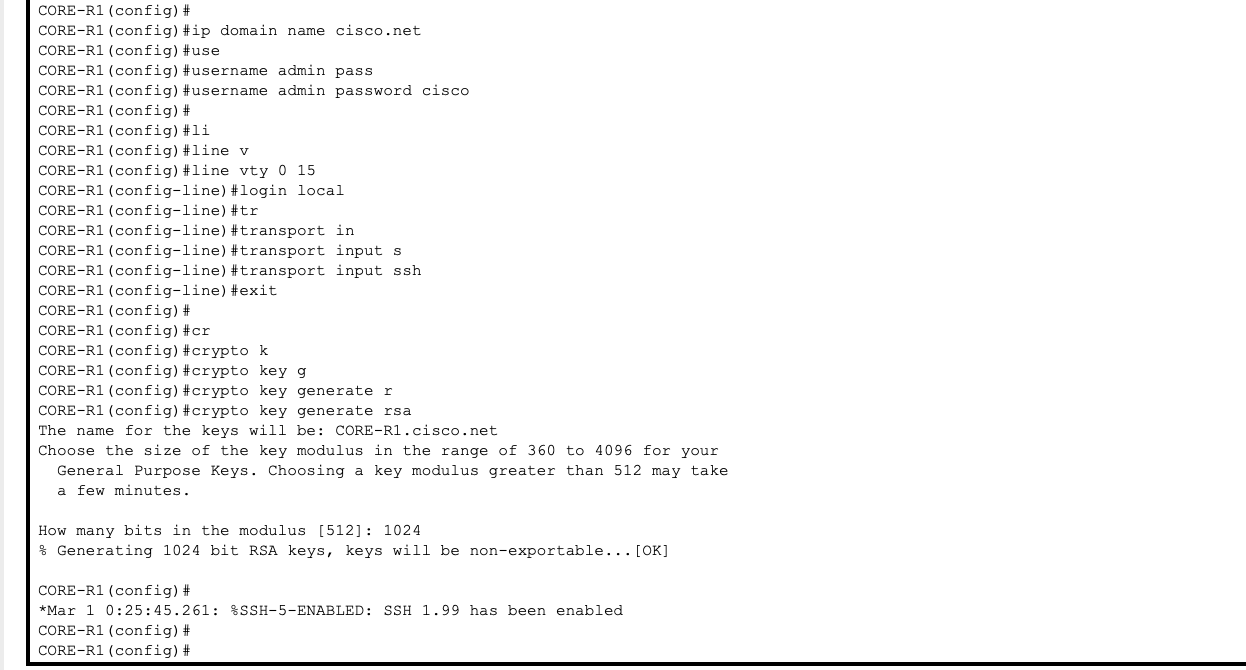 CORE-R1(config)#
CORE-R1(config)#ip domain name cisco.net
CORE-R1(config)#use
CORE-R1(config)#username admin pass
CORE-R1(config)#username admin password cisco
CORE-R1(config)#
CORE-R1(config)#li
CORE-R1(config)#line v
CORE-R1(config)#line vty 0 15
CORE-R1(config-line)#login local
CORE-R1(config-line)#tr
CORE-R1(config-line)#transport in
CORE-R1(config-line)#transport input s
CORE-R1(config-line)#transport input ssh
CORE-R1(config-line)#exit
CORE-R1(config)#
CORE-R1(config)#cr
CORE-R1(config)#crypto k
CORE-R1(config)#crypto key g
CORE-R1(config)#crypto key generate r
CORE-R1(config)#crypto key generate rsa
The name for the keys will be: CORE-R1.cisco.net
Choose the size of the key modulus in the range of 360 to 4096 for your
General Purpose Keys. Choosing a key modulus greater than 512 may take
a few minutes.
How many bits in the modulus [512]: 1024
% Generating 1024 bit RSA keys, keys will be non-exportable...[OK]
CORE-R1(config)#
*Mar 1 0:25:45.261: %SSH-5-ENABLED: SSH 1.99 has been enabled
CORE-R1(config)#
CORE-R1(config)#